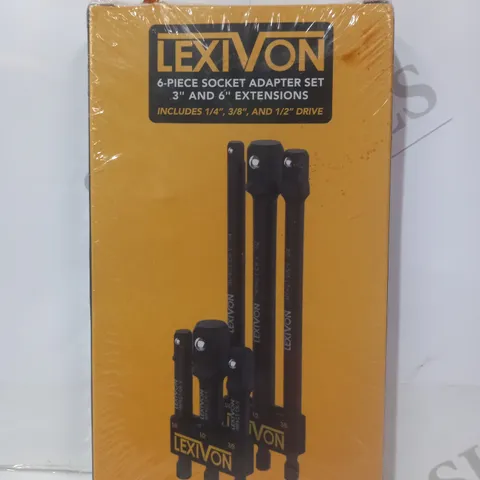 LEXIVON
6-PIECE SOCKET ADAPTER SET
3" AND 6" EXTENSIONS
INCLUDES 1/4", 3/8", AND 1/2" DRIVE
LEXIVON
LEXIVON
LEXIVON
LEXIVON